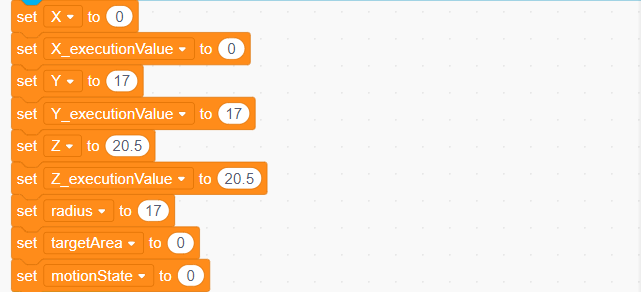 set X to 0
set X_executionValue to 0
set Y to 17
set Y_executionValue to 17
set Z to 20.5
set Z_executionValue to 20.5
set radius to 17
set targetArea to 0
set motionState to 0